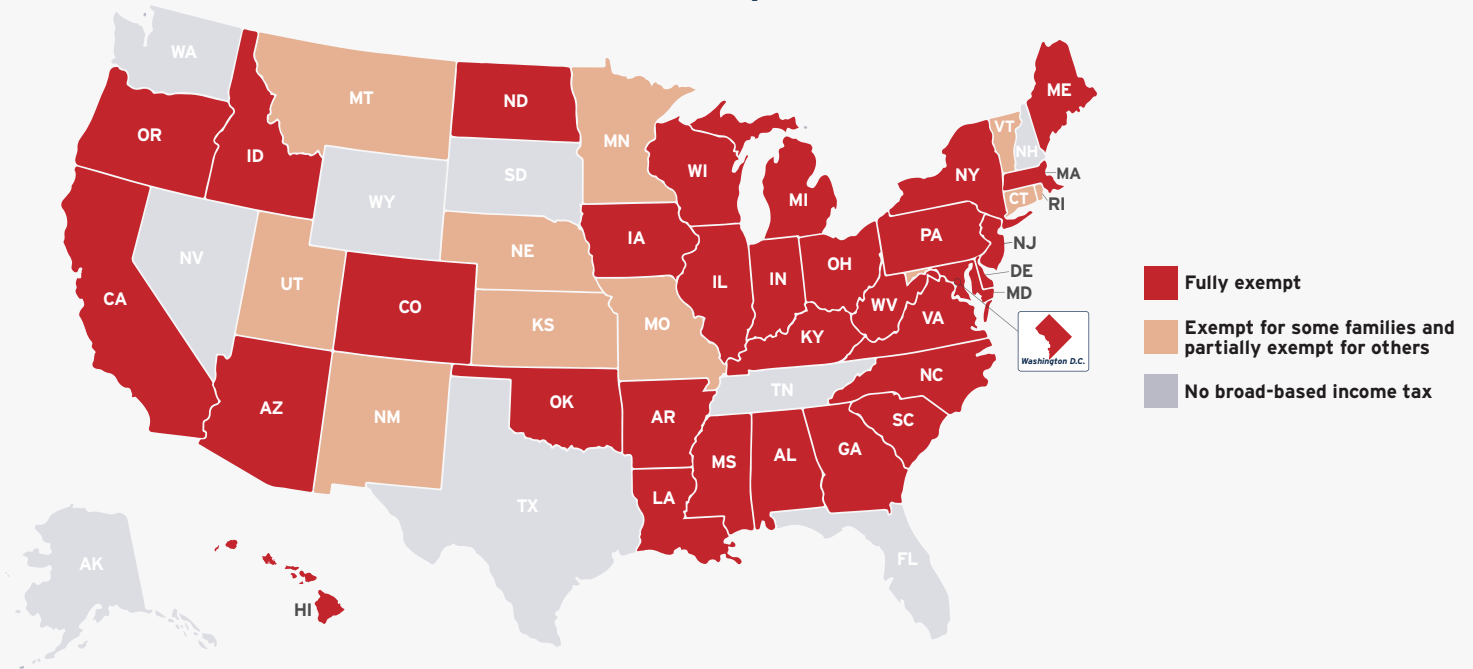 WA
MT
ND
MN
ME
OR
ID
SD
WI
VT
NH
NY
MA
WY
MI
CT
RI
NV
UT
NE
IA
PA
NJ
CA
CO
IL
IN
OH
DE
MD
KS
MO
KY
WV
VA
Washington D.C.
AZ
NM
OK
AR
TN
NC
SC
TX
LA
MS
AL
GA
AK
HI
FL
Fully exempt
Exempt for some families and
partially exempt for others
No broad-based income tax